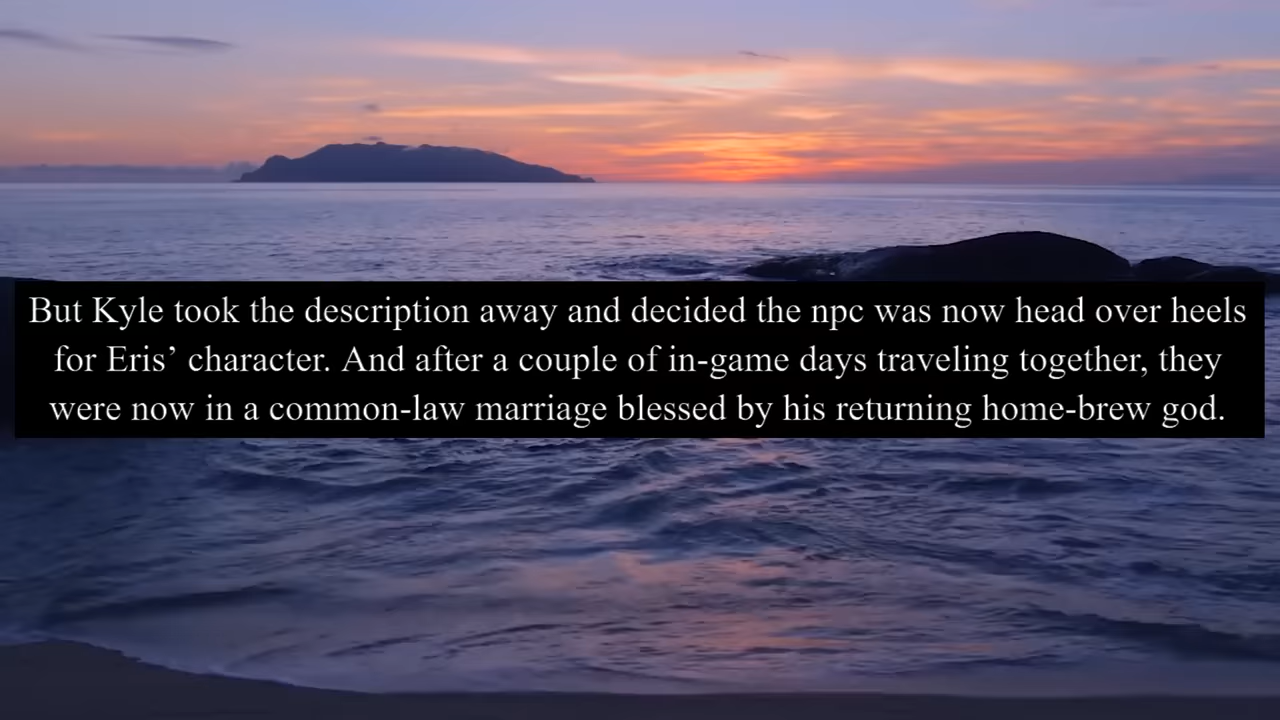 But Kyle took the description away and decided the npc was now head over heels
for Eris’ character. And after a couple of in-game days traveling together, they
were now in a common-law marriage blessed by his returning home-brew god.